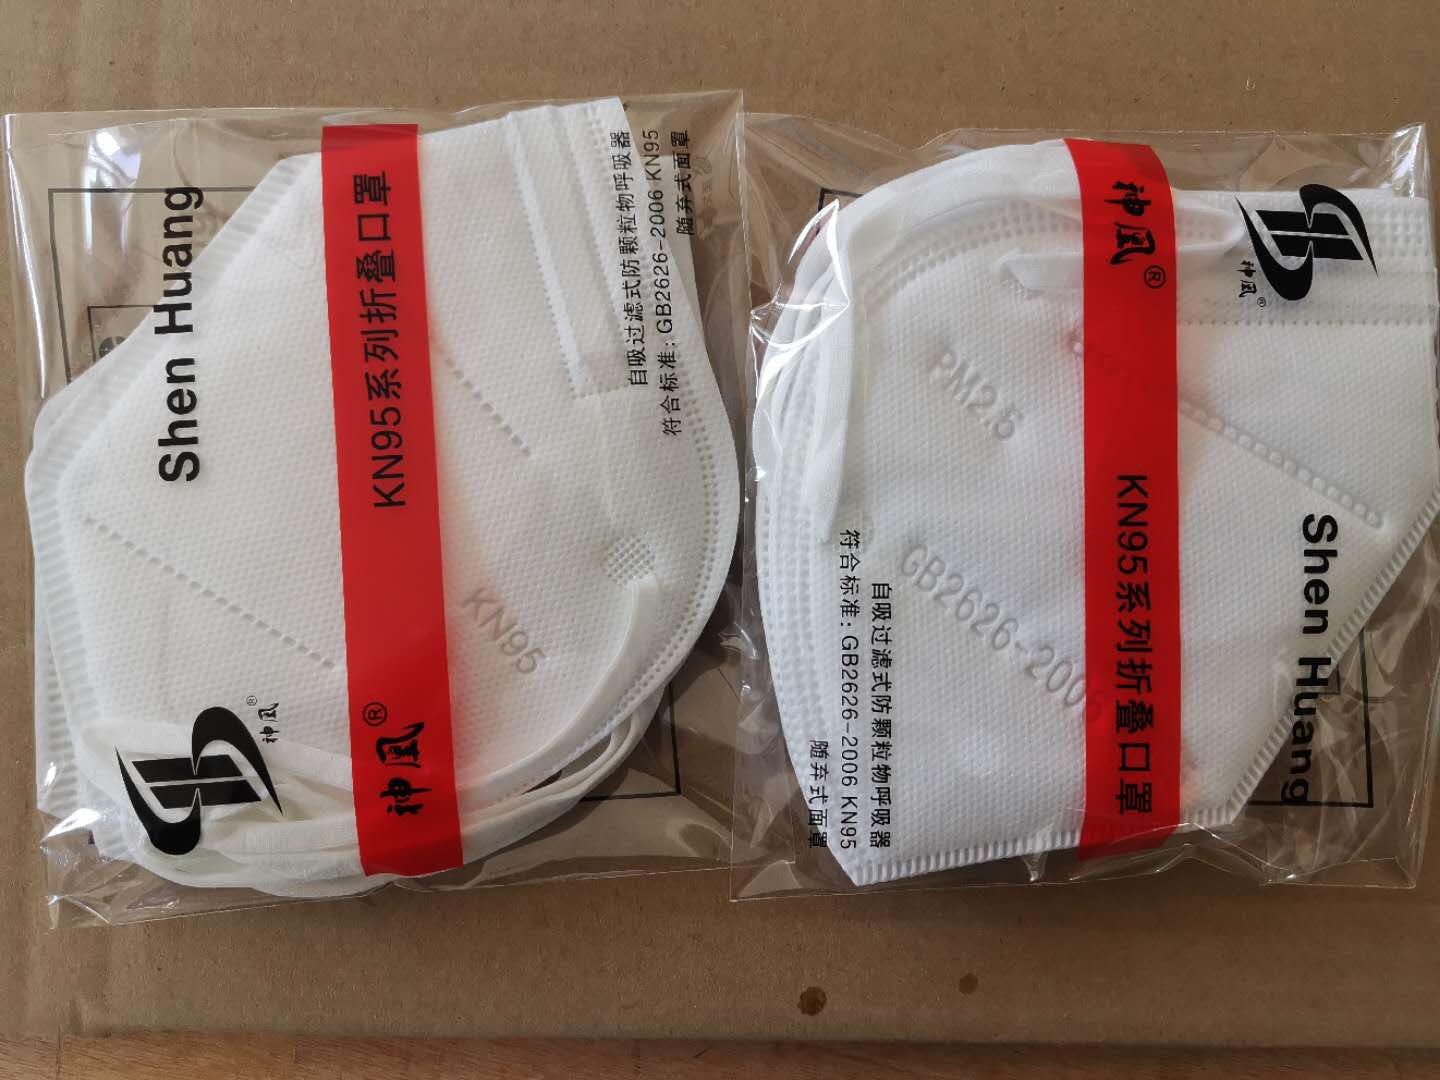 Shen Huang
神凰®
KN95系列折叠口罩
神凰®
自吸过滤式防颗粒物呼吸器
符合标准: GB2626-2006 KN95
随弃式面罩
KN95
神凰®
KN95系列折叠口罩
神凰®
Shen Huang
PM2.5
GB2626-2006
自吸过滤式防颗粒物呼吸器
符合标准: GB2626-2006 KN95
随弃式面罩